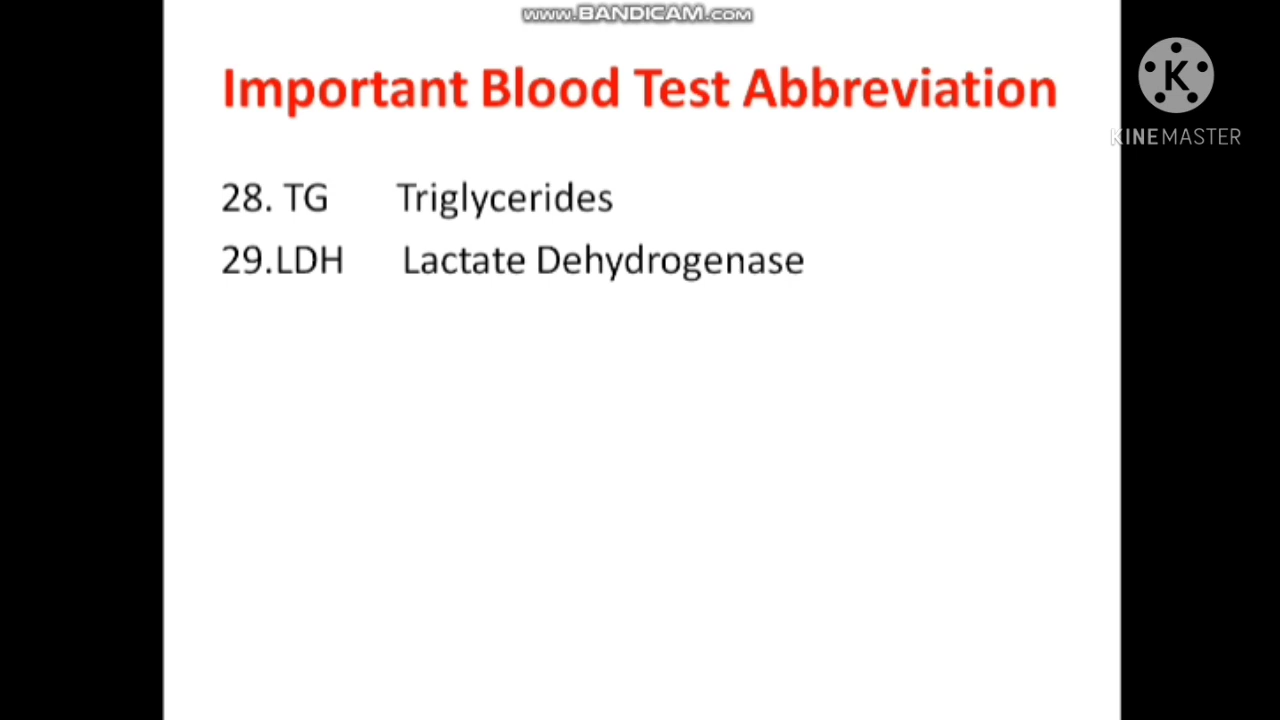 www.BANDICAM.com
Important Blood Test Abbreviation
K
KINEMASTER
28. TG Triglycerides
29.LDH Lactate Dehydrogenase